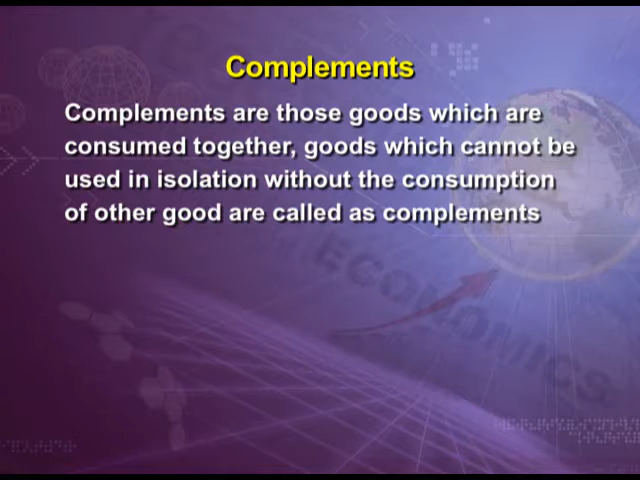 Complements
Complements are those goods which are
consumed together, goods which cannot be
used in isolation without the consumption
of other good are called as complements
ECONOMICS